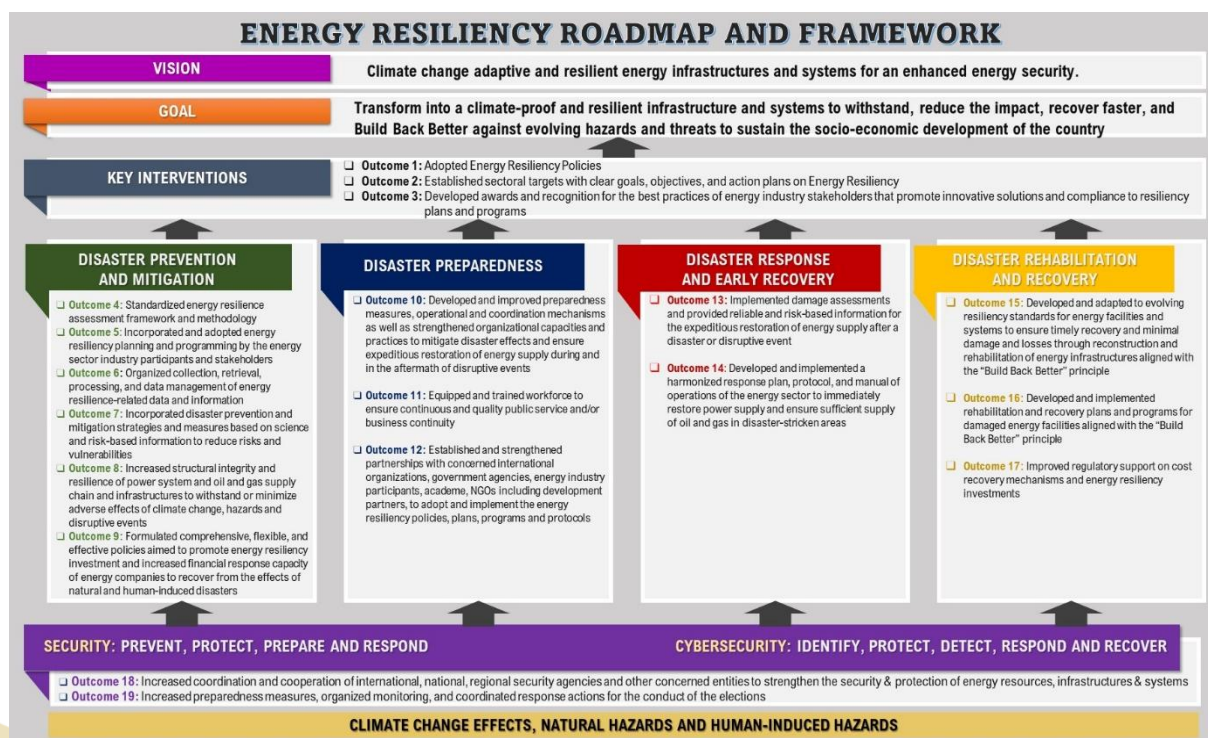 ENERGY RESILIENCY ROADMAP AND FRAMEWORK
VISION
Climate change adaptive and resilient energy infrastructures and systems for an enhanced energy security.
GOAL
Transform into a climate-proof and resilient infrastructure and systems to withstand, reduce the impact, recover faster, and
Build Back Better against evolving hazards and threats to sustain the socio-economic development of the country
KEY INTERVENTIONS
❑ Outcome 1: Adopted Energy Resiliency Policies
❑ Outcome 2: Established sectoral targets with clear goals, objectives, and action plans on Energy Resiliency
❑ Outcome 3: Developed awards and recognition for the best practices of energy industry stakeholders that promote innovative solutions and compliance to resiliency
plans and programs
DISASTER PREVENTION
AND MITIGATION
❑ Outcome 4: Standardized energy resilience
assessment framework and methodology
❑ Outcome 5: Incorporated and adopted energy
resiliency planning and programming by the energy
sector industry participants and stakeholders
❑ Outcome 6: Organized collection, retrieval,
processing, and data management of energy
resilience-related data and information
❑ Outcome 7: Incorporated disaster prevention and
mitigation strategies and measures based on science
and risk-based information to reduce risks and
vulnerabilities
❑ Outcome 8: Increased structural integrity and
resilience of power system and oil and gas supply
chain and infrastructures to withstand or minimize
adverse effects of climate change, hazards and
disruptive events
❑ Outcome 9: Formulated comprehensive, flexible, and
effective policies aimed to promote energy resiliency
investment and increased financial response capacity
of energy companies to recover from the effects of
natural and human-induced disasters
DISASTER PREPAREDNESS
❑ Outcome 10: Developed and improved preparedness
measures, operational and coordination mechanisms
as well as strengthened organizational capacities and
practices to mitigate disaster effects and ensure
expeditious restoration of energy supply during and
in the aftermath of disruptive events
❑ Outcome 11: Equipped and trained workforce to
ensure continuous and quality public service and/or
business continuity
❑ Outcome 12: Established and strengthened
partnerships with concerned international
organizations, government agencies, energy industry
participants, academe, NGOs including development
partners, to adopt and implement the energy
resiliency policies, plans, programs and protocols
DISASTER RESPONSE
AND EARLY RECOVERY
❑ Outcome 13: Implemented damage assessments
and provided reliable and risk-based information for
the expeditious restoration of energy supply after a
disaster or disruptive event
❑ Outcome 14: Developed and implemented a
harmonized response plan, protocol, and manual of
operations of the energy sector to immediately
restore power supply and ensure sufficient supply
of oil and gas in disaster-stricken areas
DISASTER REHABILITATION
AND RECOVERY
❑ Outcome 15: Developed and adapted to evolving
resiliency standards for energy facilities and
systems to ensure timely recovery and minimal
damage and losses through reconstruction and
rehabilitation of energy infrastructures aligned with
the “Build Back Better” principle
❑ Outcome 16: Developed and implemented
rehabilitation and recovery plans and programs for
damaged energy facilities aligned with the “Build
Back Better” principle
❑ Outcome 17: Improved regulatory support on cost
recovery mechanisms and energy resiliency
investments
SECURITY: PREVENT, PROTECT, PREPARE AND RESPOND
CYBERSECURITY: IDENTIFY, PROTECT, DETECT, RESPOND AND RECOVER
❑ Outcome 18: Increased coordination and cooperation of international, national, regional security agencies and other concerned entities to strengthen the security & protection of energy resources, infrastructures & systems
❑ Outcome 19: Increased preparedness measures, organized monitoring, and coordinated response actions for the conduct of the elections
CLIMATE CHANGE EFFECTS, NATURAL HAZARDS AND HUMAN-INDUCED HAZARDS